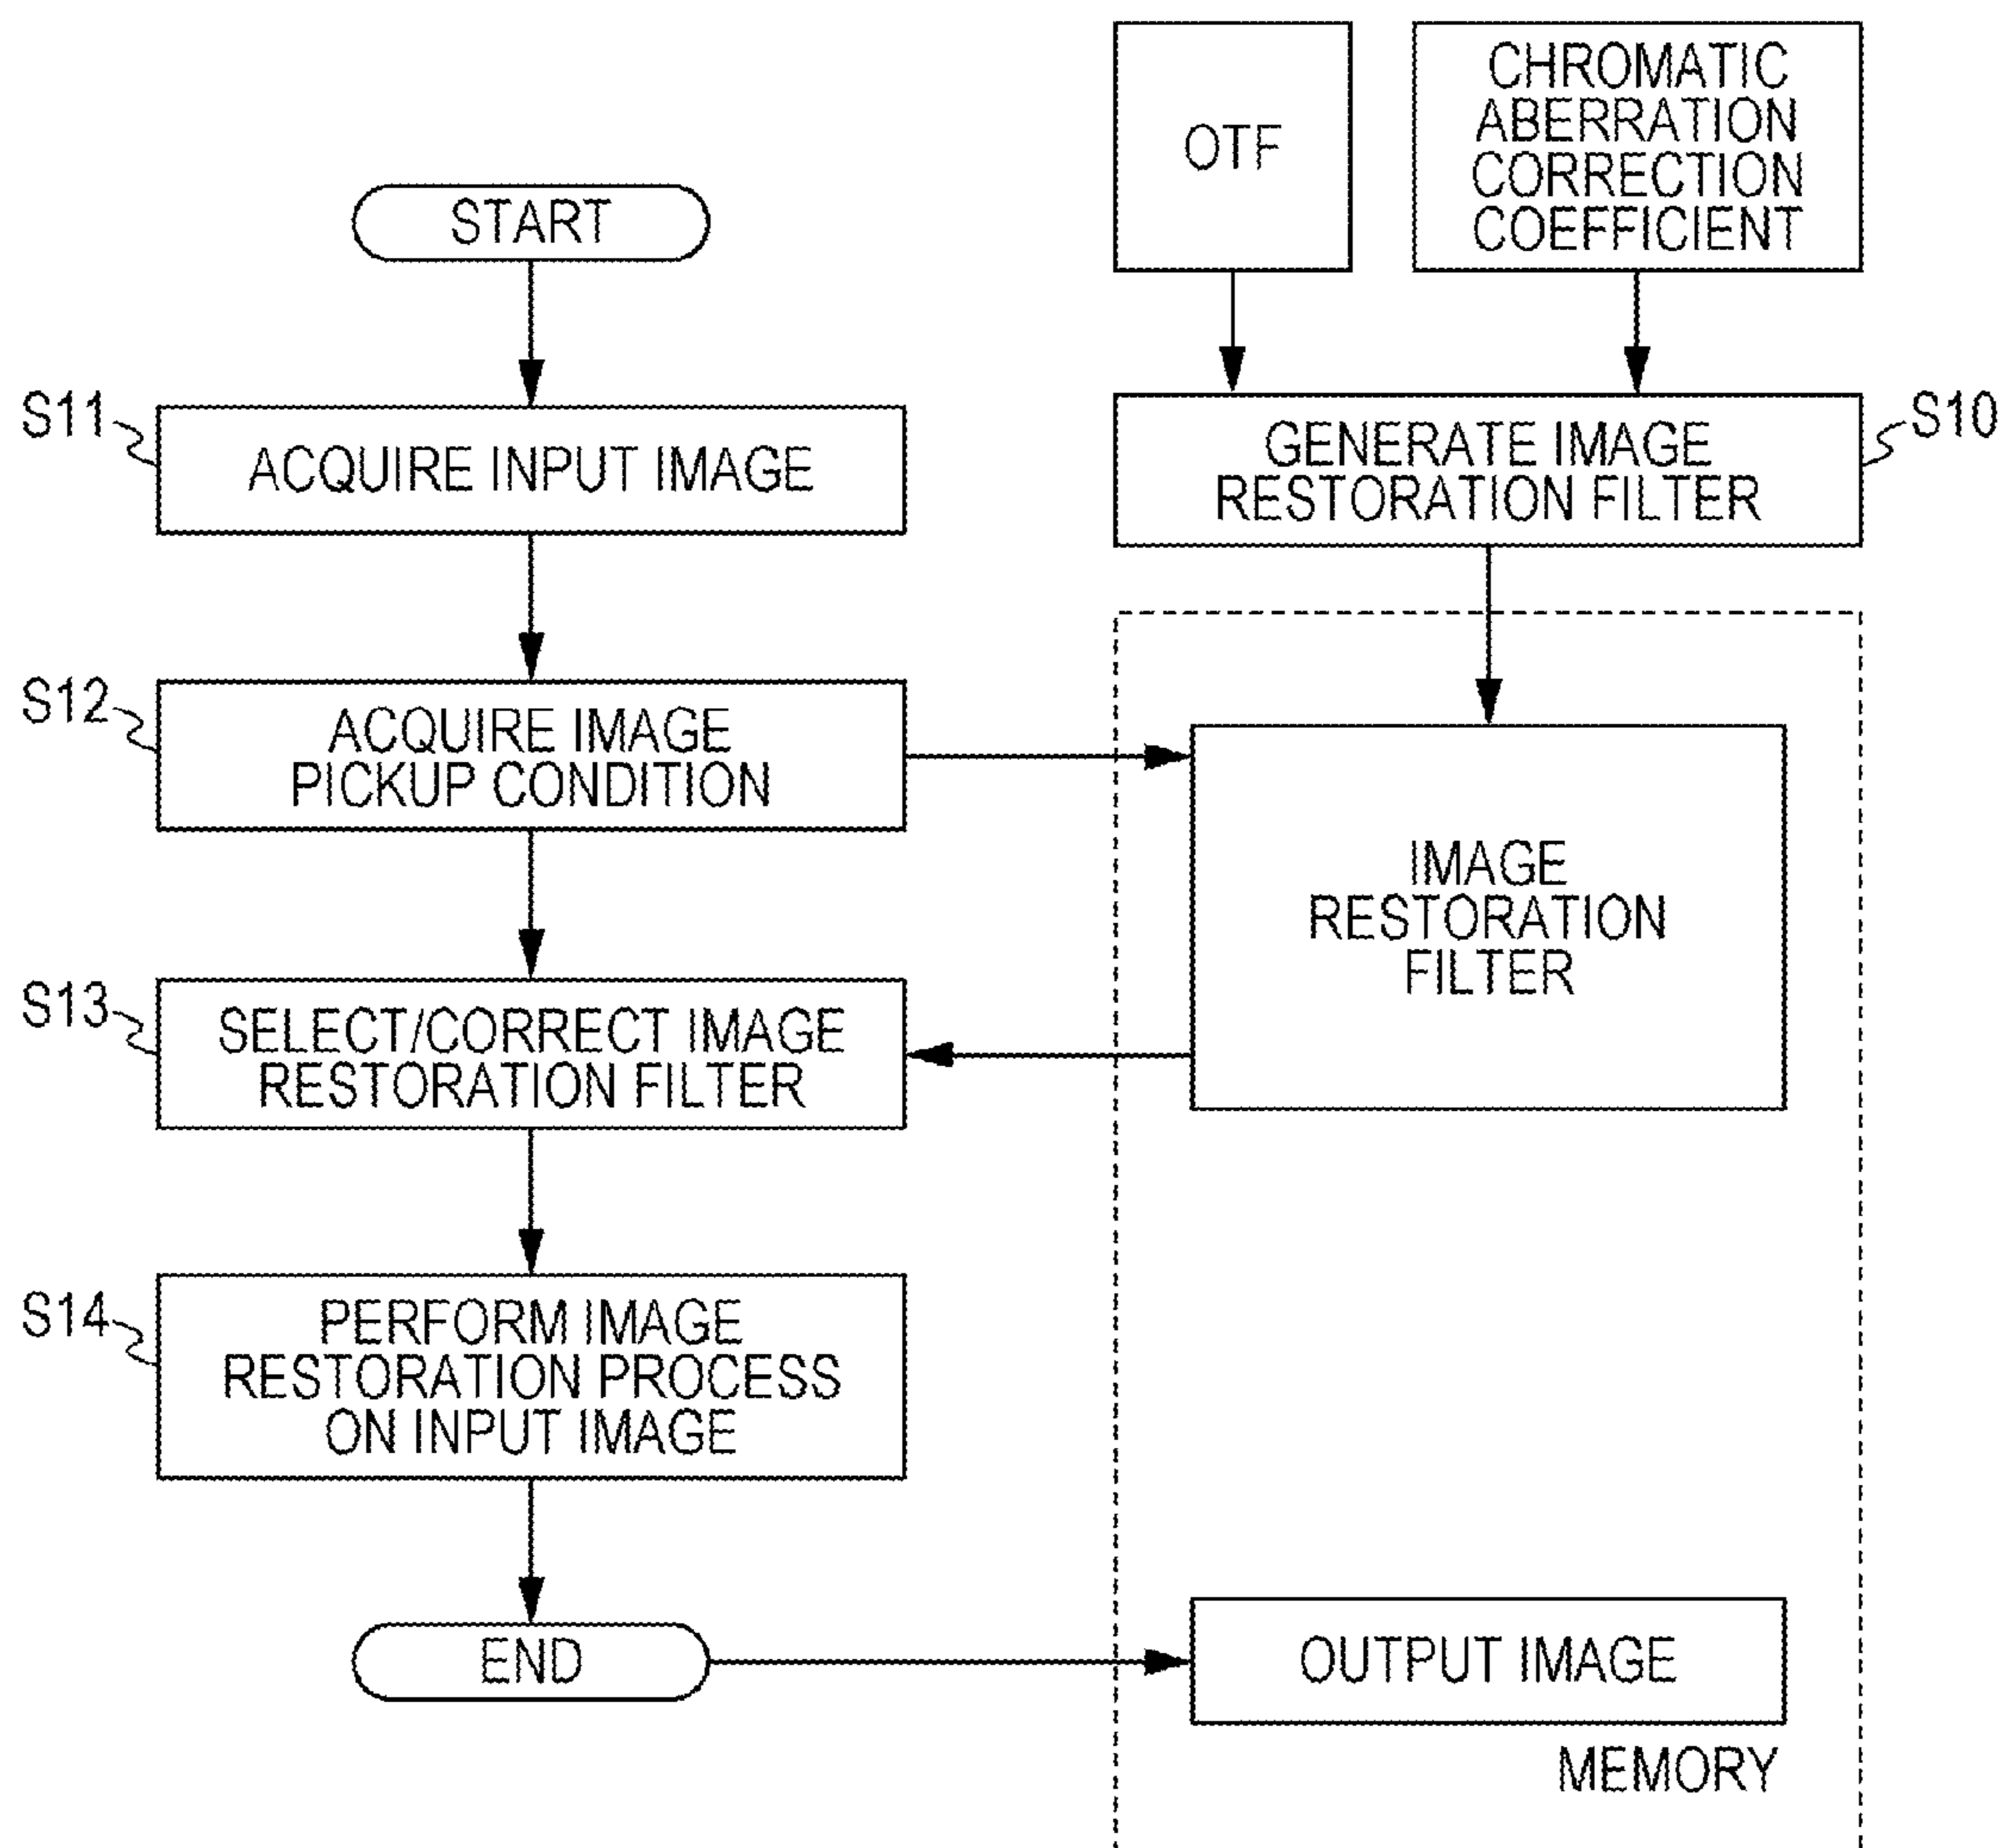 OTF
CHROMATIC
ABERRATION
CORRECTION
COEFFICIENT
START
S11
ACQUIRE INPUT IMAGE
GENERATE IMAGE
RESTORATION FILTER
S10
S12
ACQUIRE IMAGE
PICKUP CONDITION
IMAGE
RESTORATION
FILTER
S13
SELECT/CORRECT IMAGE
RESTORATION FILTER
S14
PERFORM IMAGE
RESTORATION PROCESS
ON INPUT IMAGE
END
OUTPUT IMAGE
MEMORY